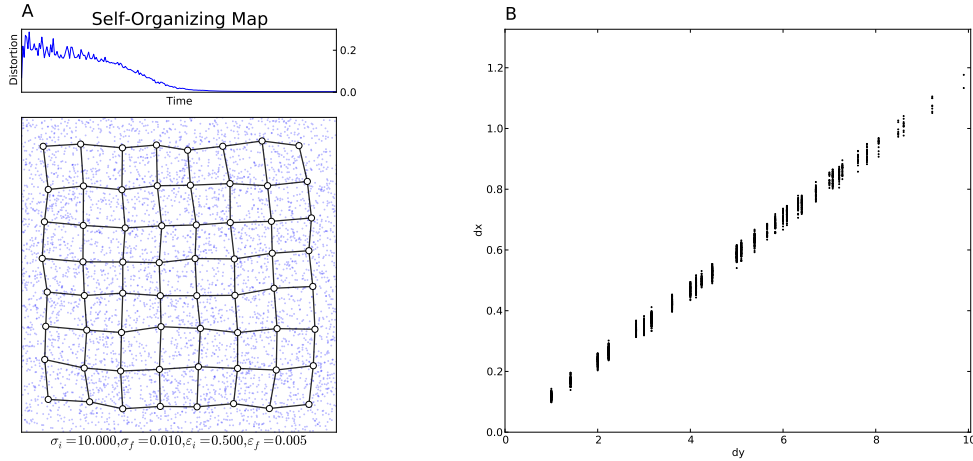 A
Self-Organizing Map
Distortion
0.2
0.0
Time
σi =10.000,σf =0.010,εi =0.500,εf =0.005
B
dx
1.2
1.0
0.8
0.6
0.4
0.2
0.0
0 2 4 6 8 10
dy